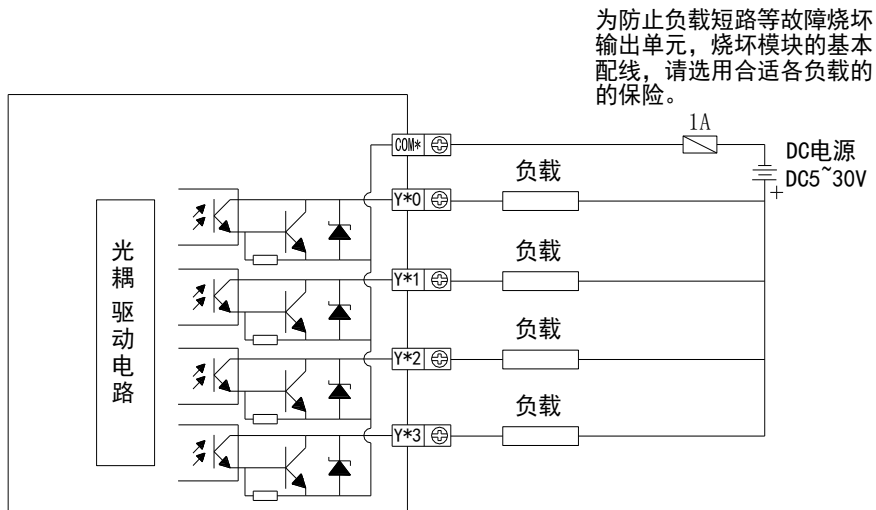 为防止负载短路等故障烧坏
输出单元，烧坏模块的基本
配线，请选用合适各负载的
的保险。
1A
COM*
DC电源
DC5~30V
+
负载
Y*0
负载
Y*1
负载
Y*2
负载
Y*3
光耦驱动电路